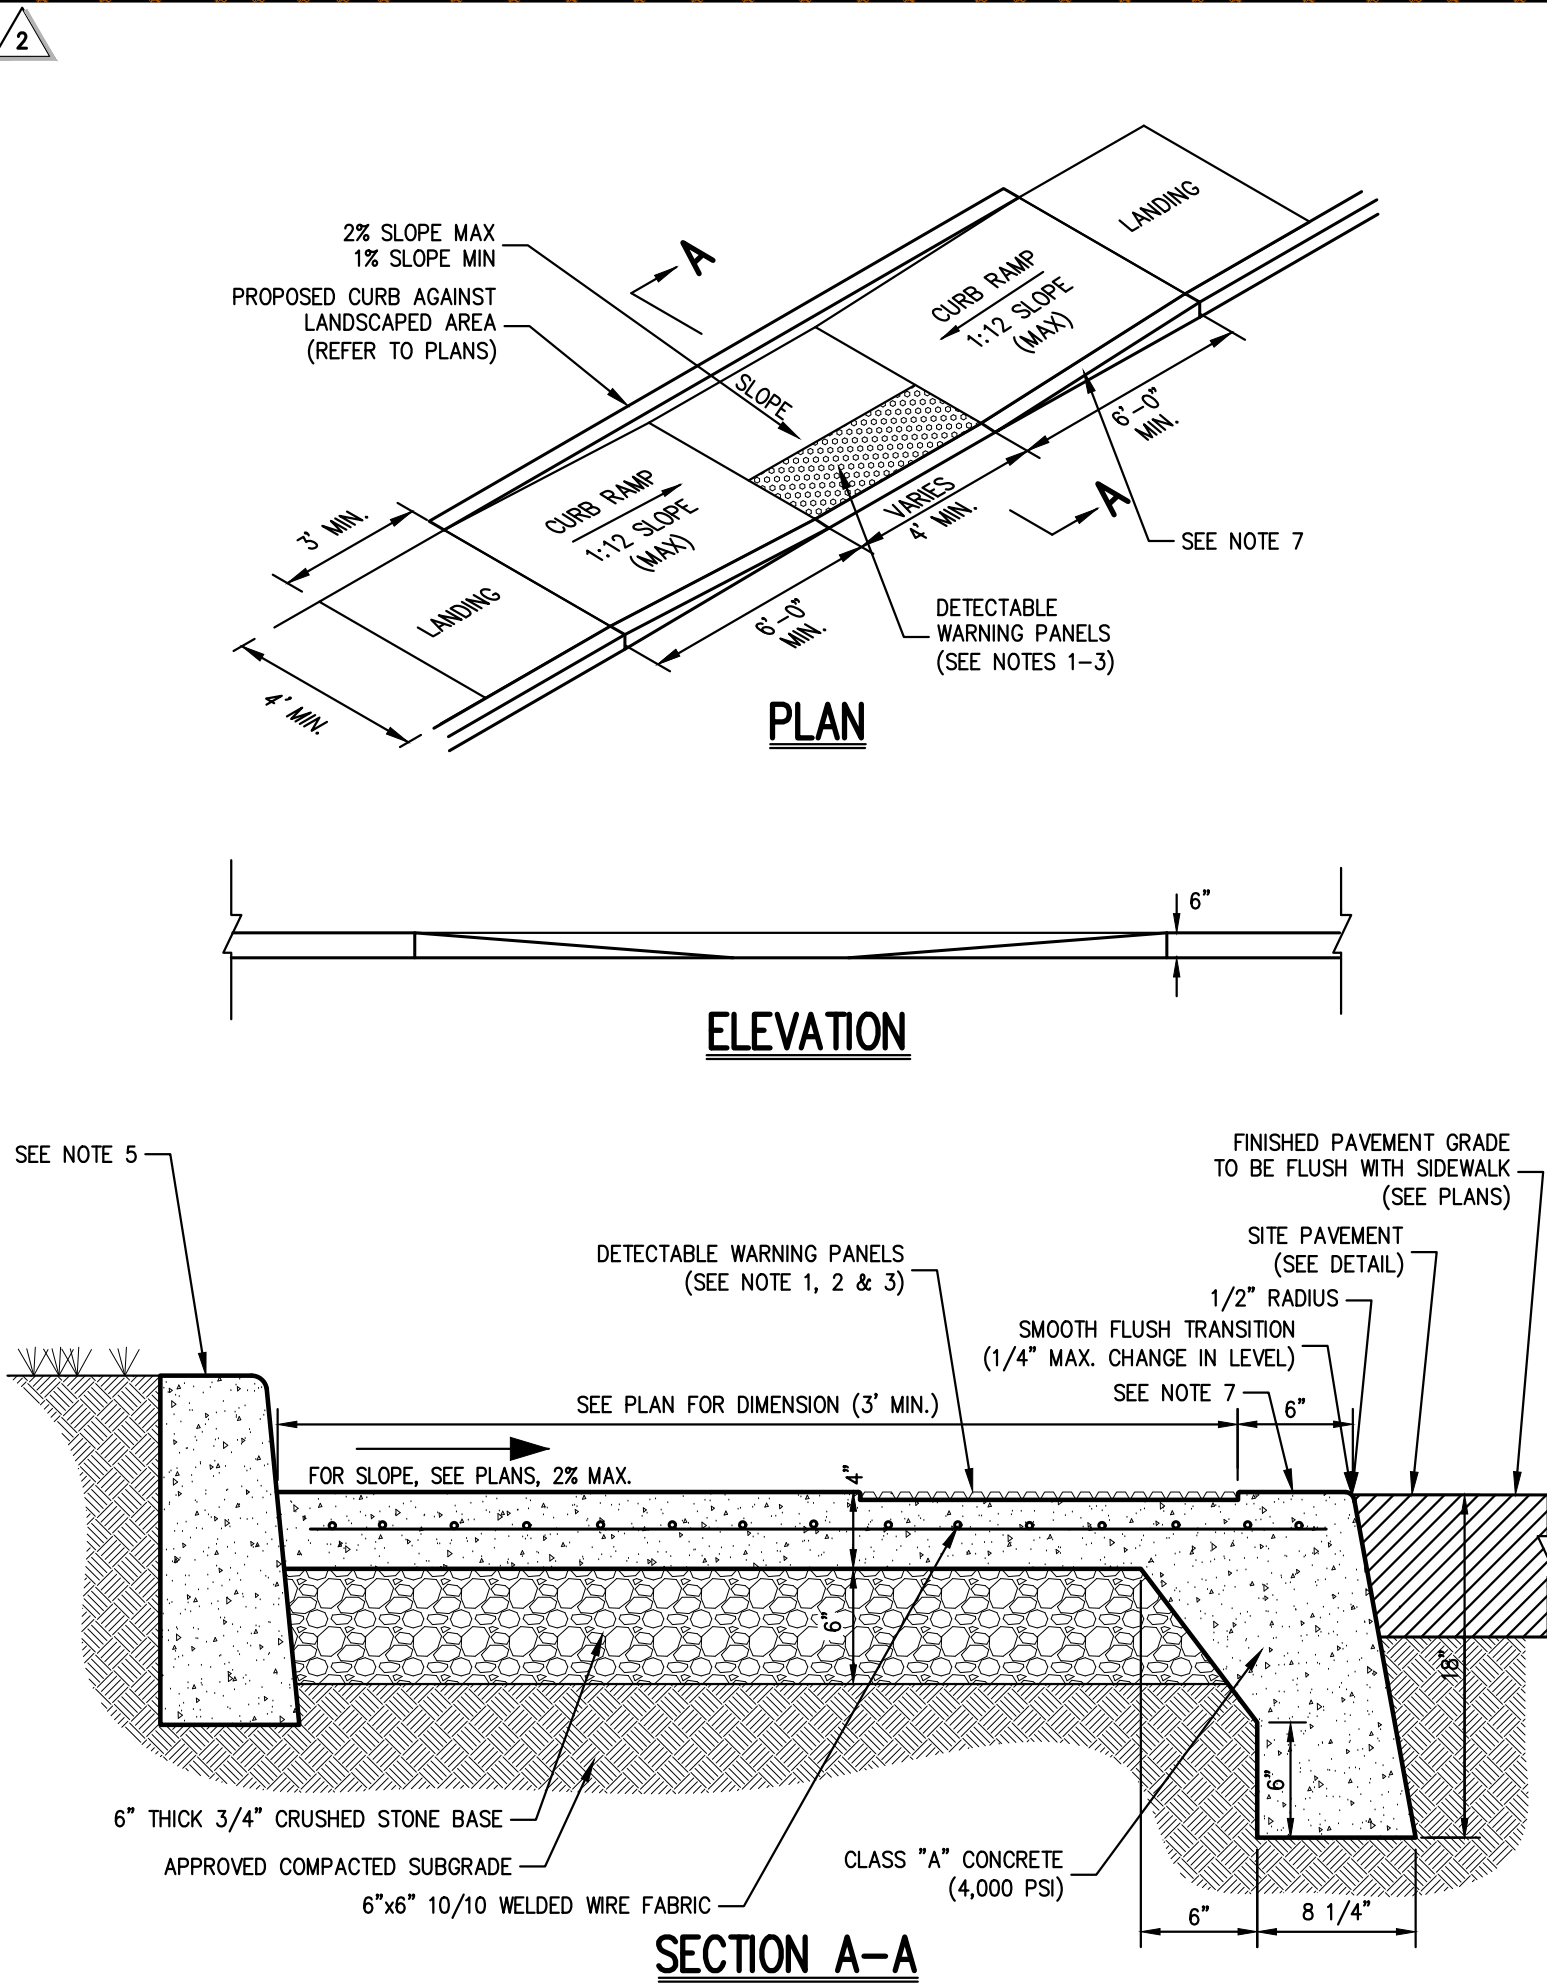 2
2% SLOPE MAX
1% SLOPE MIN
PROPOSED CURB AGAINST
LANDSCAPED AREA
(REFER TO PLANS)
A
LANDING
CURB RAMP
1:12 SLOPE
(MAX)
SLOPE
6'-0"
MIN.
A
VARIES
4' MIN.
SEE NOTE 7
3' MIN.
CURB RAMP
1:12 SLOPE
(MAX)
LANDING
6'-0"
MIN.
DETECTABLE
WARNING PANELS
(SEE NOTES 1-3)
4' MIN.
PLAN
6"
ELEVATION
SEE NOTE 5
FINISHED PAVEMENT GRADE
TO BE FLUSH WITH SIDEWALK
(SEE PLANS)
SITE PAVEMENT
(SEE DETAIL)
DETECTABLE WARNING PANELS
(SEE NOTE 1, 2 & 3)
1/2" RADIUS
SMOOTH FLUSH TRANSITION
(1/4" MAX. CHANGE IN LEVEL)
SEE NOTE 7
SEE PLAN FOR DIMENSION (3' MIN.)
6"
FOR SLOPE, SEE PLANS, 2% MAX.
4"
6"
18"
6"
6" THICK 3/4" CRUSHED STONE BASE
APPROVED COMPACTED SUBGRADE
6"x6" 10/10 WELDED WIRE FABRIC
CLASS "A" CONCRETE
(4,000 PSI)
6"
8 1/4"
SECTION A-A